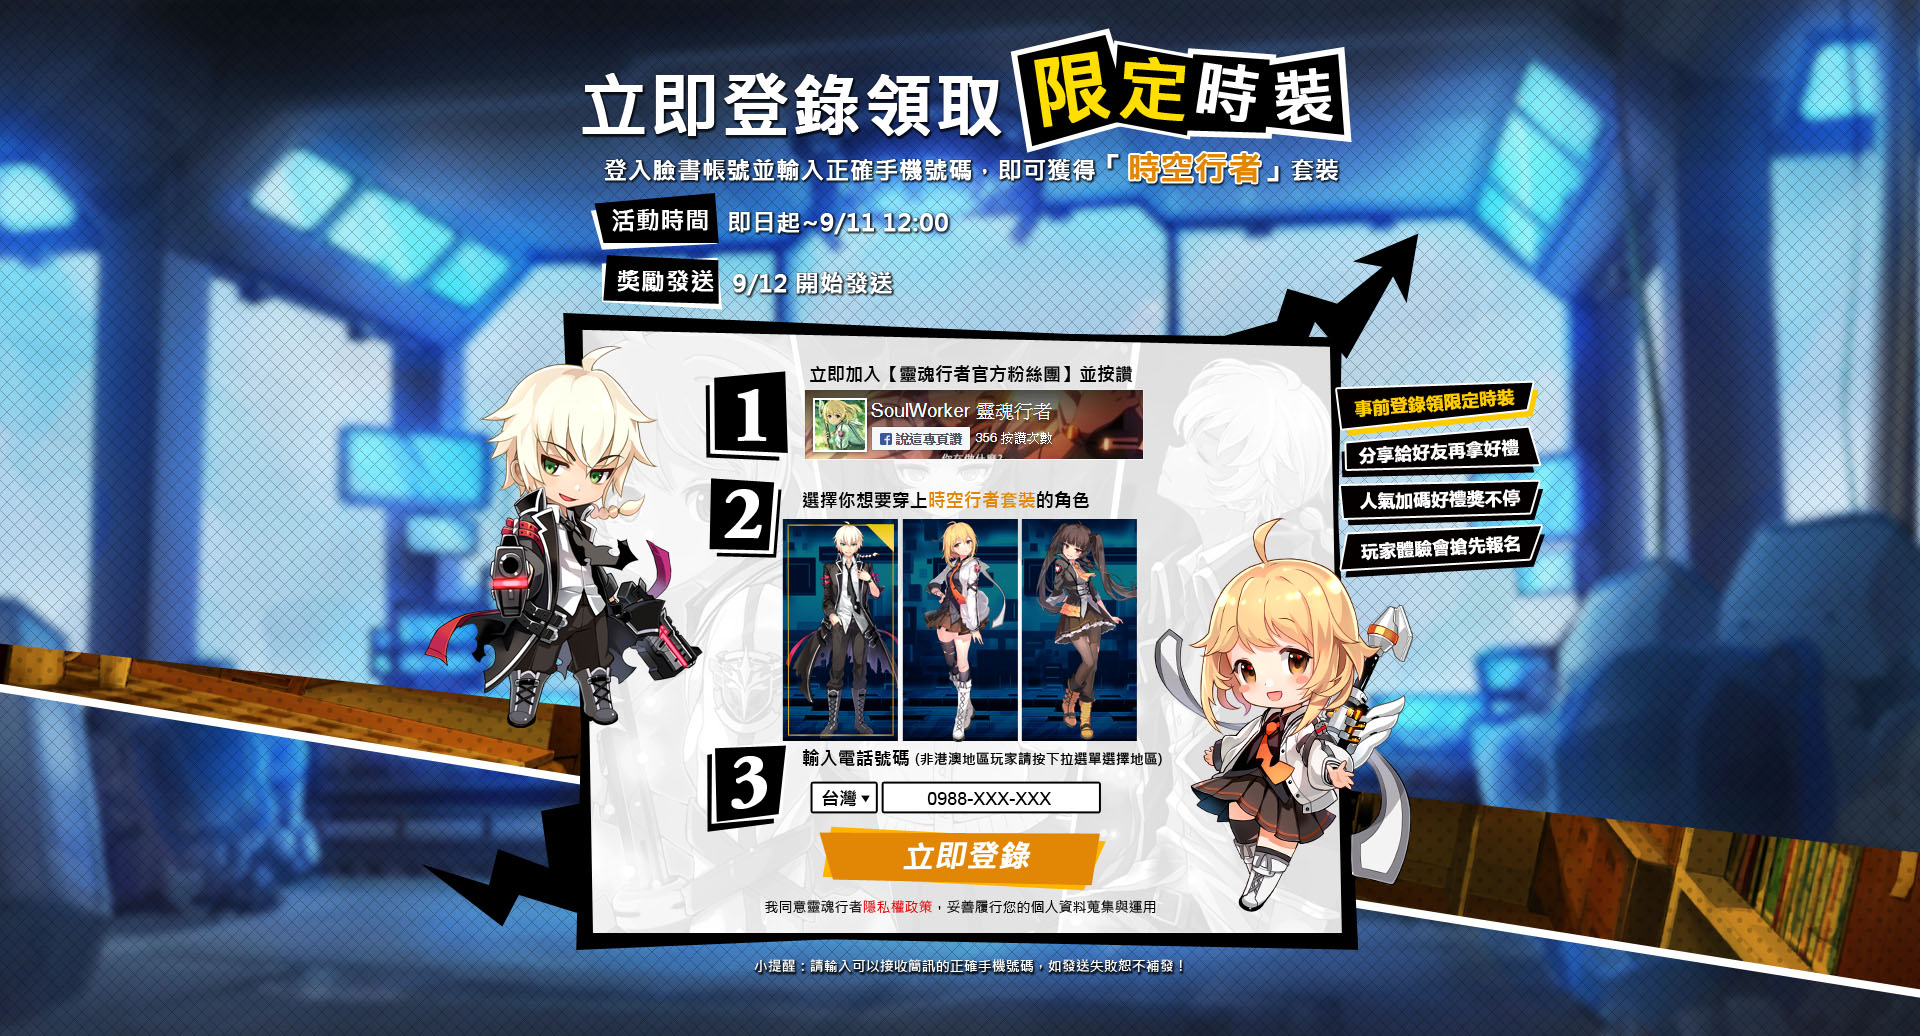 立即登錄領取 限定時裝
登入臉書帳號並輸入正確手機號碼，即可獲得「時空行者」套裝
活動時間 即日起~9/11 12:00
獎勵發送 9/12 開始發送
1 立即加入【靈魂行者官方粉絲團】並按讚
SoulWorker 靈魂行者
說這專頁讚 356 按讚次數
你在做什麼?
2 選擇你想要穿上時空行者套裝的角色
3 輸入電話號碼 (非港澳地區玩家請按下拉選單選擇地區)
台灣▼ 0988-XXX-XXX
立即登錄
我同意靈魂行者隱私權政策，妥善履行您的個人資料蒐集與運用
小提醒：請輸入可以接收簡訊的正確手機號碼，如發送失敗恕不補發！
事前登錄領限定時裝
分享給好友再拿好禮
人氣加碼好禮獎不停
玩家體驗會搶先報名